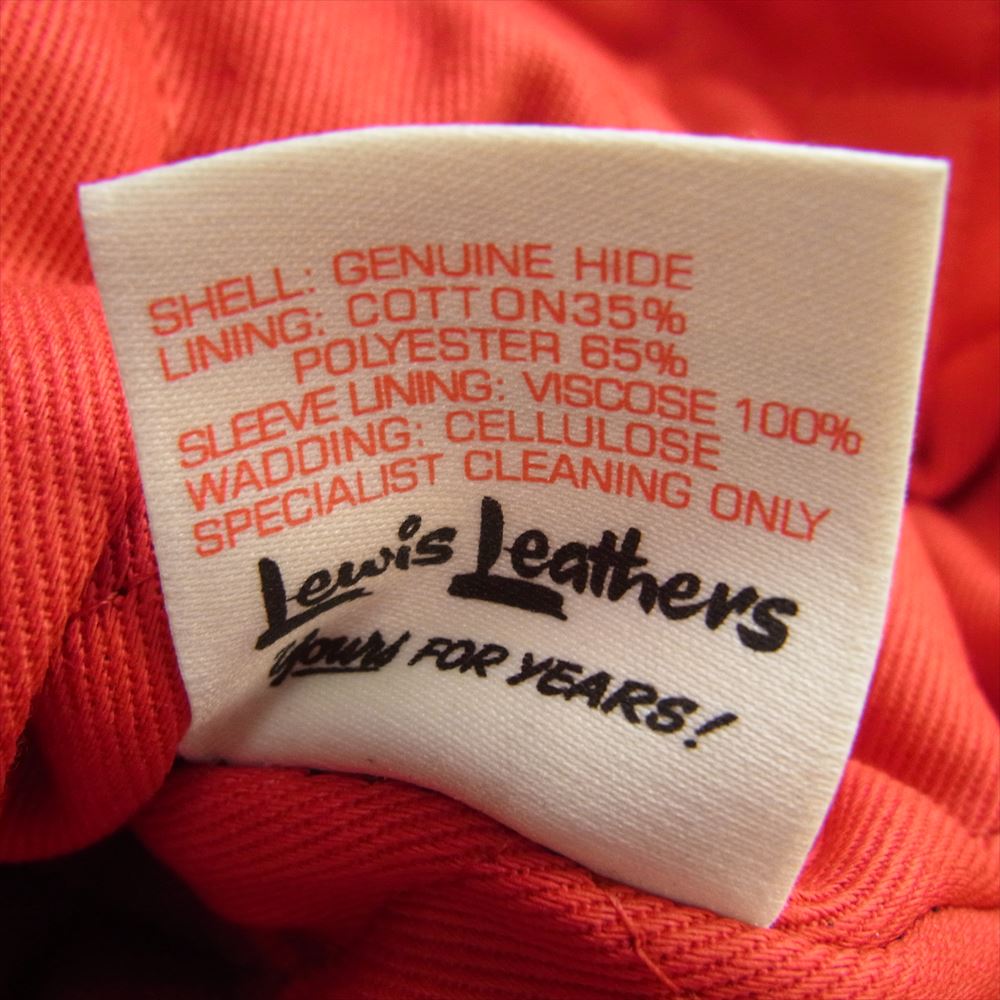 SHELL: GENUINE HIDE
LINING: COTTON35%
POLYESTER 65%
SLEEVE LINING: VISCOSE 100%
WADDING: CELLULOSE
SPECIALIST CLEANING ONLY
Lewis Leathers
Yours FOR YEARS!